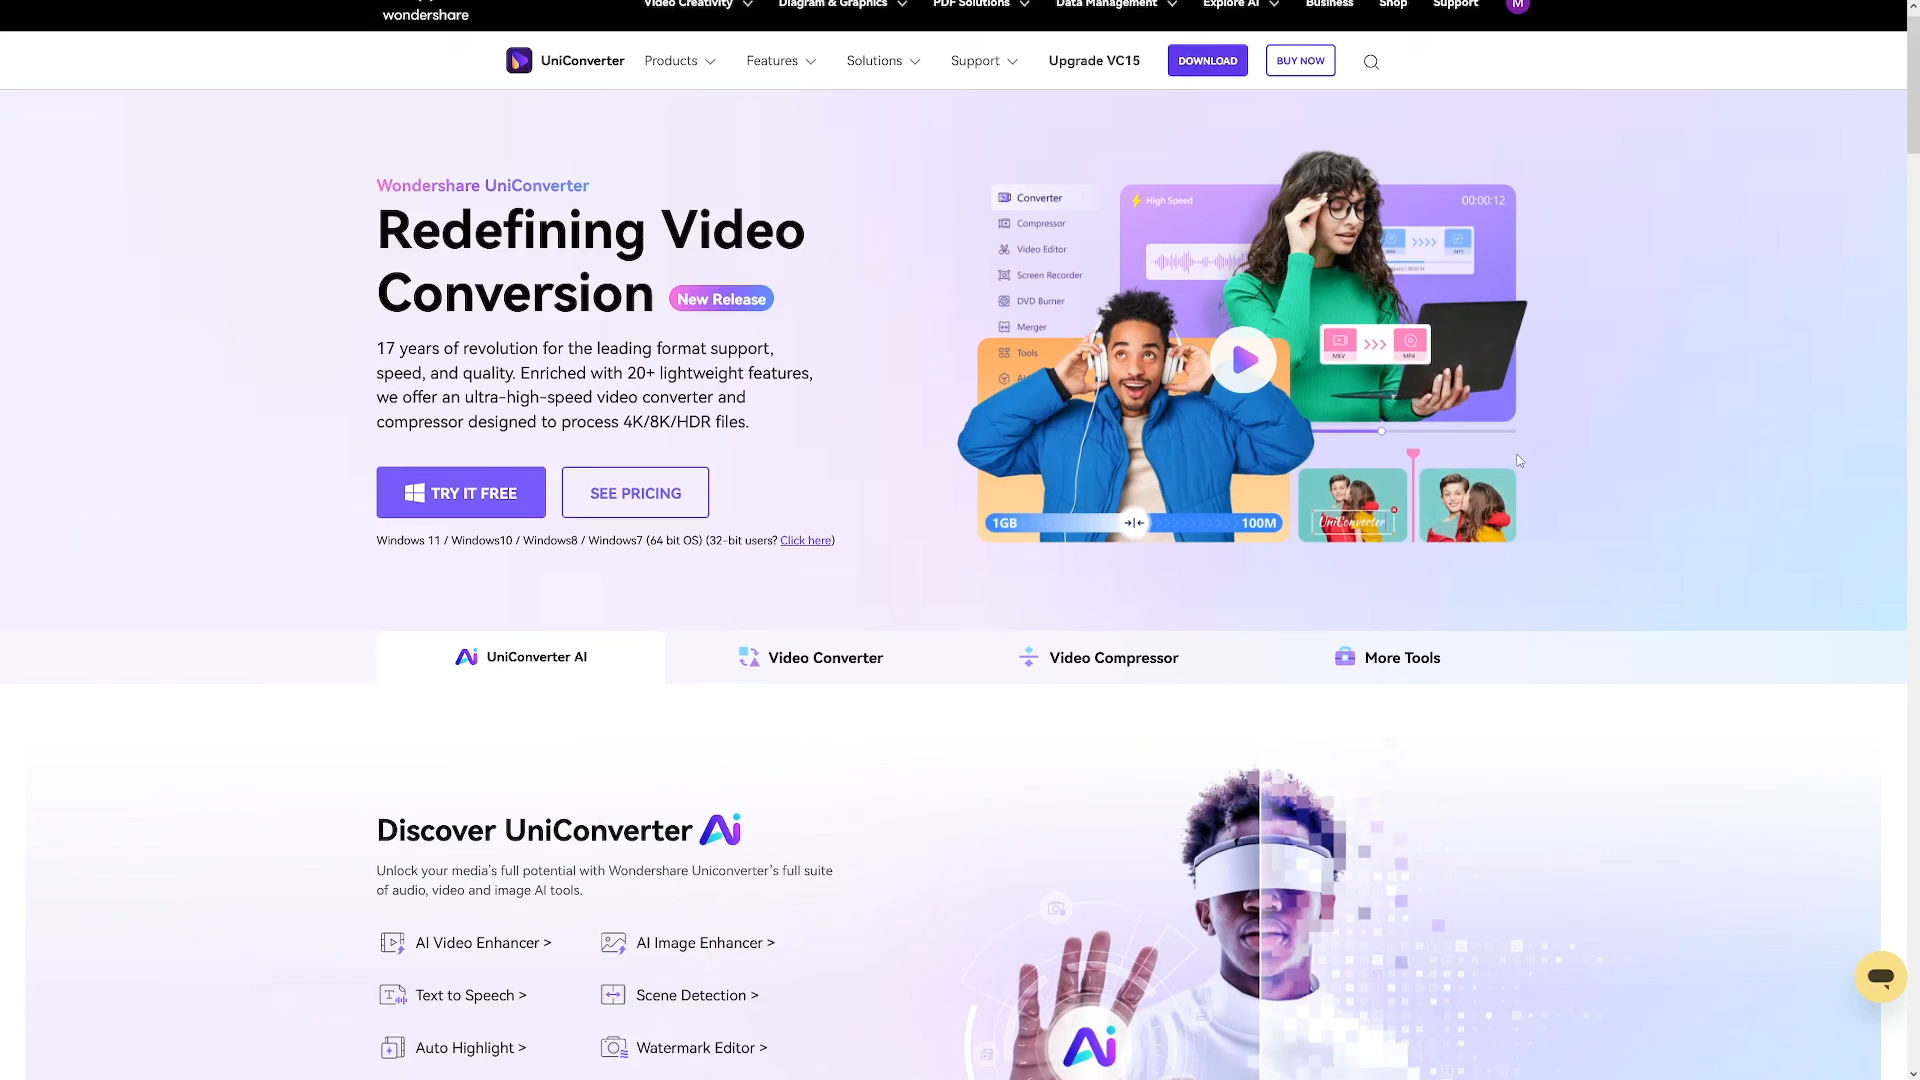 wondershare
Video Creativity
Diagram & Graphics
PDF Solutions
Data Management
Explore AI
Business
Shop
Support
M
UniConverter
Products
Features
Solutions
Support
Upgrade VC15
DOWNLOAD
BUY NOW
Wondershare UniConverter
Redefining Video
Conversion New Release
17 years of revolution for the leading format support,
speed, and quality. Enriched with 20+ lightweight features,
we offer an ultra-high-speed video converter and
compressor designed to process 4K/8K/HDR files.
TRY IT FREE
SEE PRICING
Windows 11 / Windows10 / Windows8 / Windows7 (64 bit OS) (32-bit users? Click here)
Converter
Compressor
Video Editor
Screen Recorder
DVD Burner
Merger
Tools
High Speed
00:00:12
MKV
MP4
1GB
100M
UniConverter
Ai UniConverter AI
Video Converter
Video Compressor
More Tools
Discover UniConverter Ai
Unlock your media's full potential with Wondershare Uniconverter's full suite
of audio, video and image AI tools.
AI Video Enhancer >
AI Image Enhancer >
Text to Speech >
Scene Detection >
Auto Highlight >
Watermark Editor >
Ai